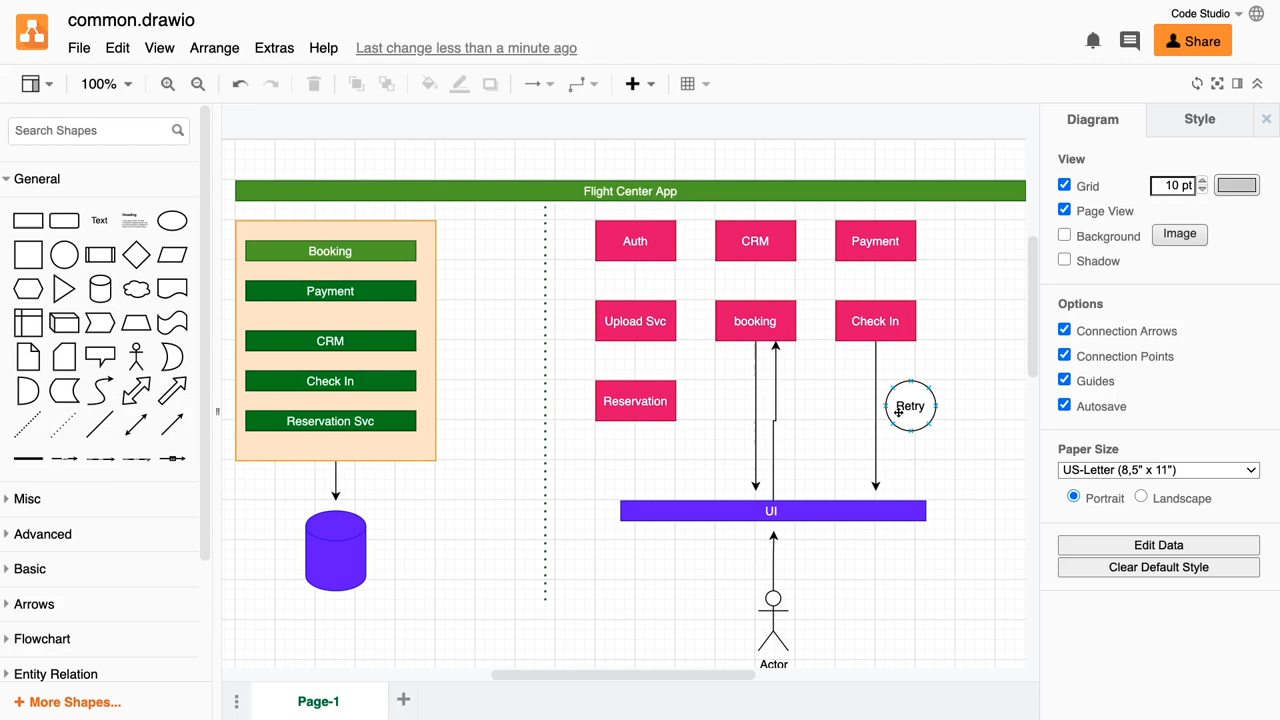 common.drawio
Code Studio
File Edit View Arrange Extras Help Last change less than a minute ago
Share
100%
Search Shapes
General
Text
Heading
Misc
Advanced
Basic
Arrows
Flowchart
Entity Relation
+ More Shapes...
Flight Center App
Booking
Payment
CRM
Check In
Reservation Svc
Auth CRM Payment
Upload Svc booking Check In
Reservation
Retry
UI
Actor
Page-1
Diagram Style
View
Grid 10 pt
Page View
Background Image
Shadow
Options
Connection Arrows
Connection Points
Guides
Autosave
Paper Size
US-Letter (8,5" x 11")
Portrait Landscape
Edit Data
Clear Default Style